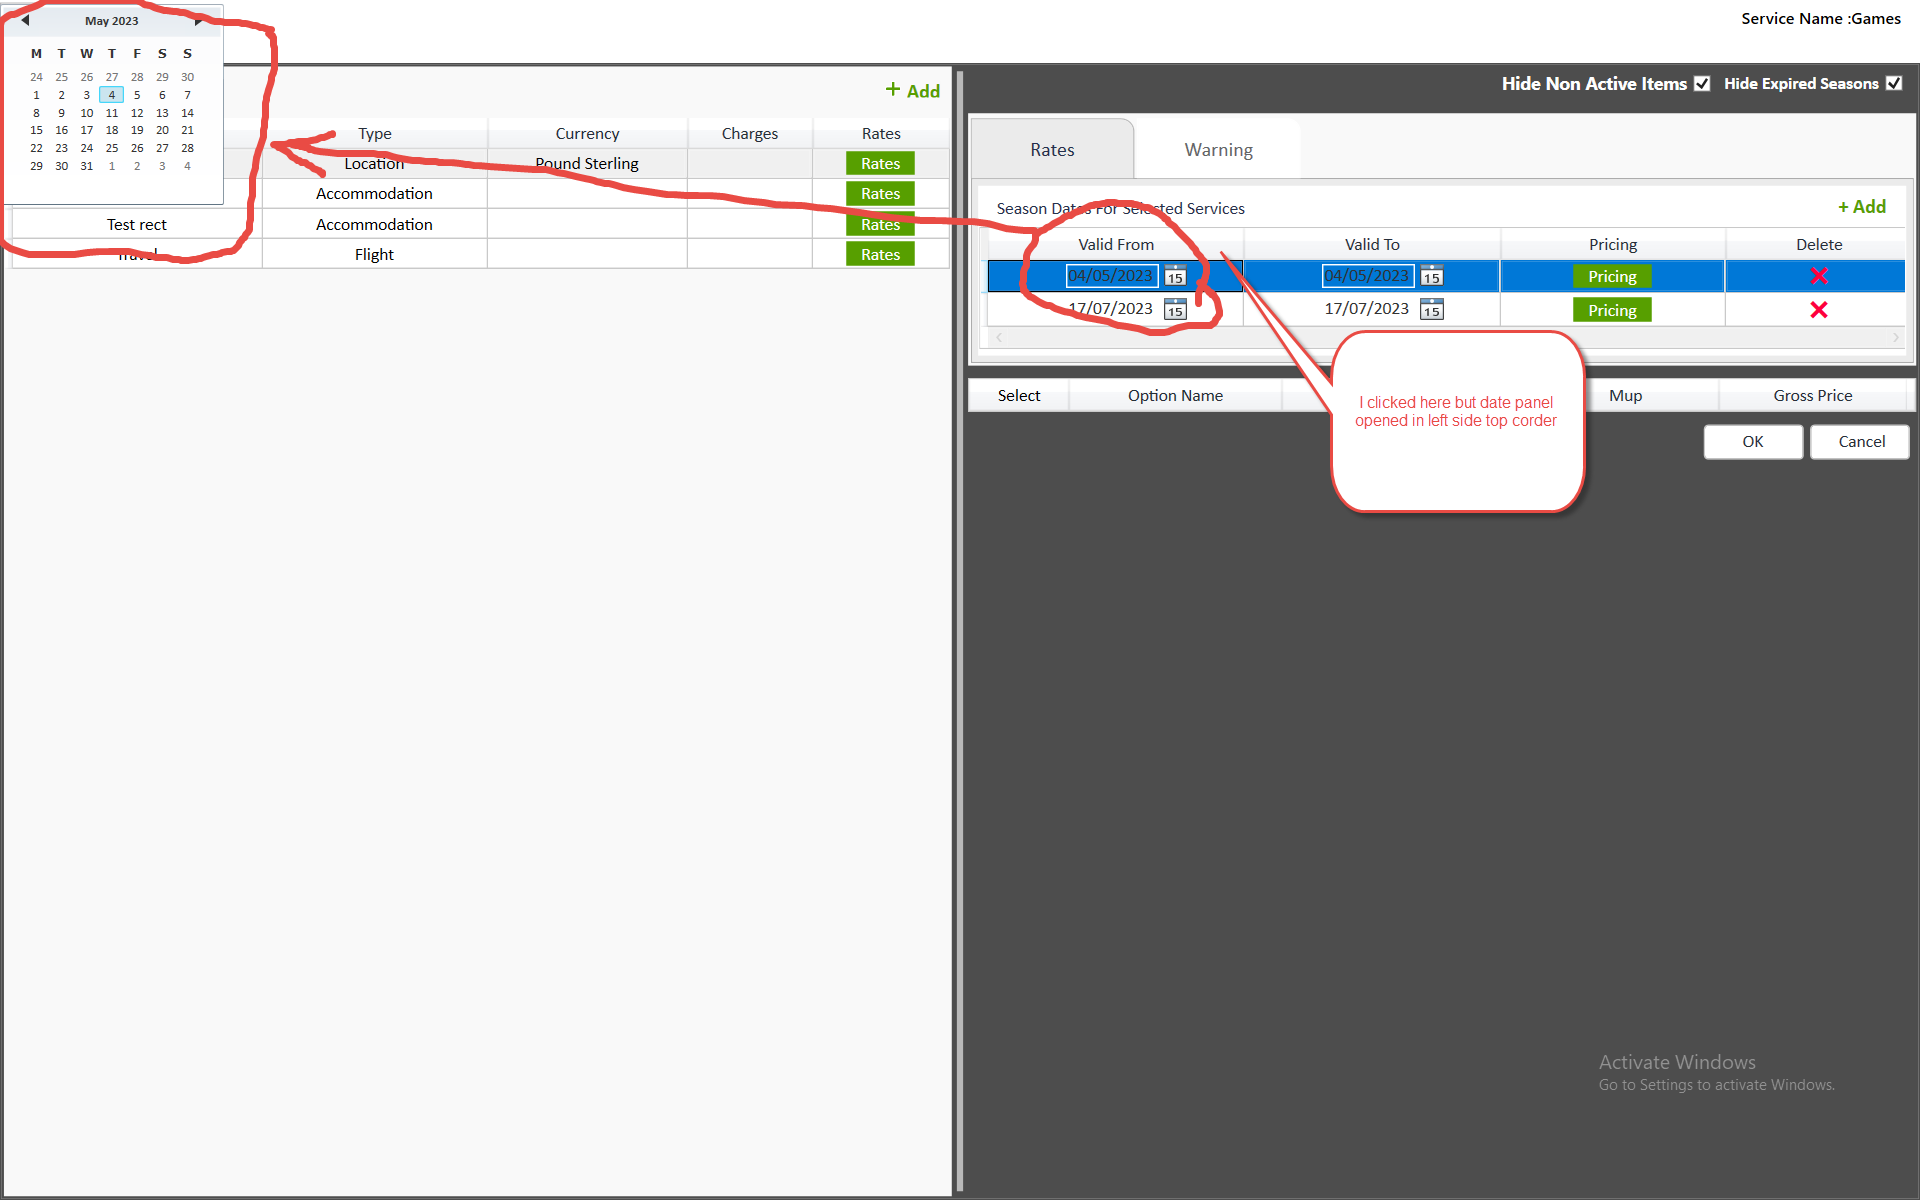 May 2023
Service Name :Games
M T W T F S S
24 25 26 27 28 29 30
1 2 3 4 5 6 7
8 9 10 11 12 13 14
15 16 17 18 19 20 21
22 23 24 25 26 27 28
29 30 31 1 2 3 4
+ Add
Type Currency Charges Rates
Location Pound Sterling Rates
Accommodation Rates
Test rect Accommodation Rates
Travel Flight Rates
Hide Non Active Items Hide Expired Seasons
Rates Warning
Season Dates For Selected Services + Add
Valid From Valid To Pricing Delete
04/05/2023 15 04/05/2023 15 Pricing
17/07/2023 15 17/07/2023 15 Pricing
Select Option Name Mup Gross Price
I clicked here but date panel
opened in left side top corder
OK Cancel
Activate Windows
Go to Settings to activate Windows.